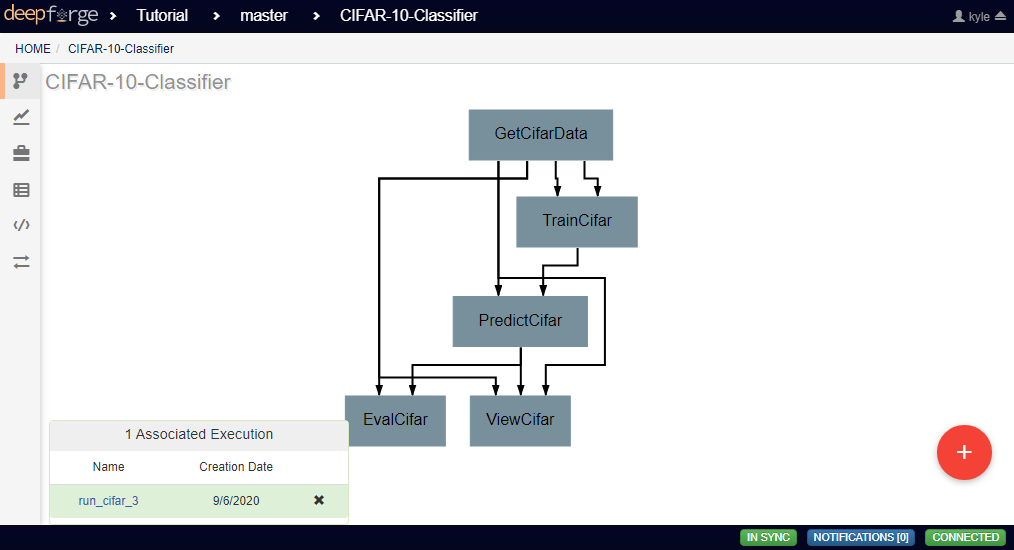 deepforge Tutorial master CIFAR-10-Classifier kyle
HOME / CIFAR-10-Classifier
CIFAR-10-Classifier
GetCifarData
TrainCifar
PredictCifar
EvalCifar ViewCifar
1 Associated Execution
Name Creation Date
run_cifar_3 9/6/2020
IN SYNC NOTIFICATIONS [0] CONNECTED